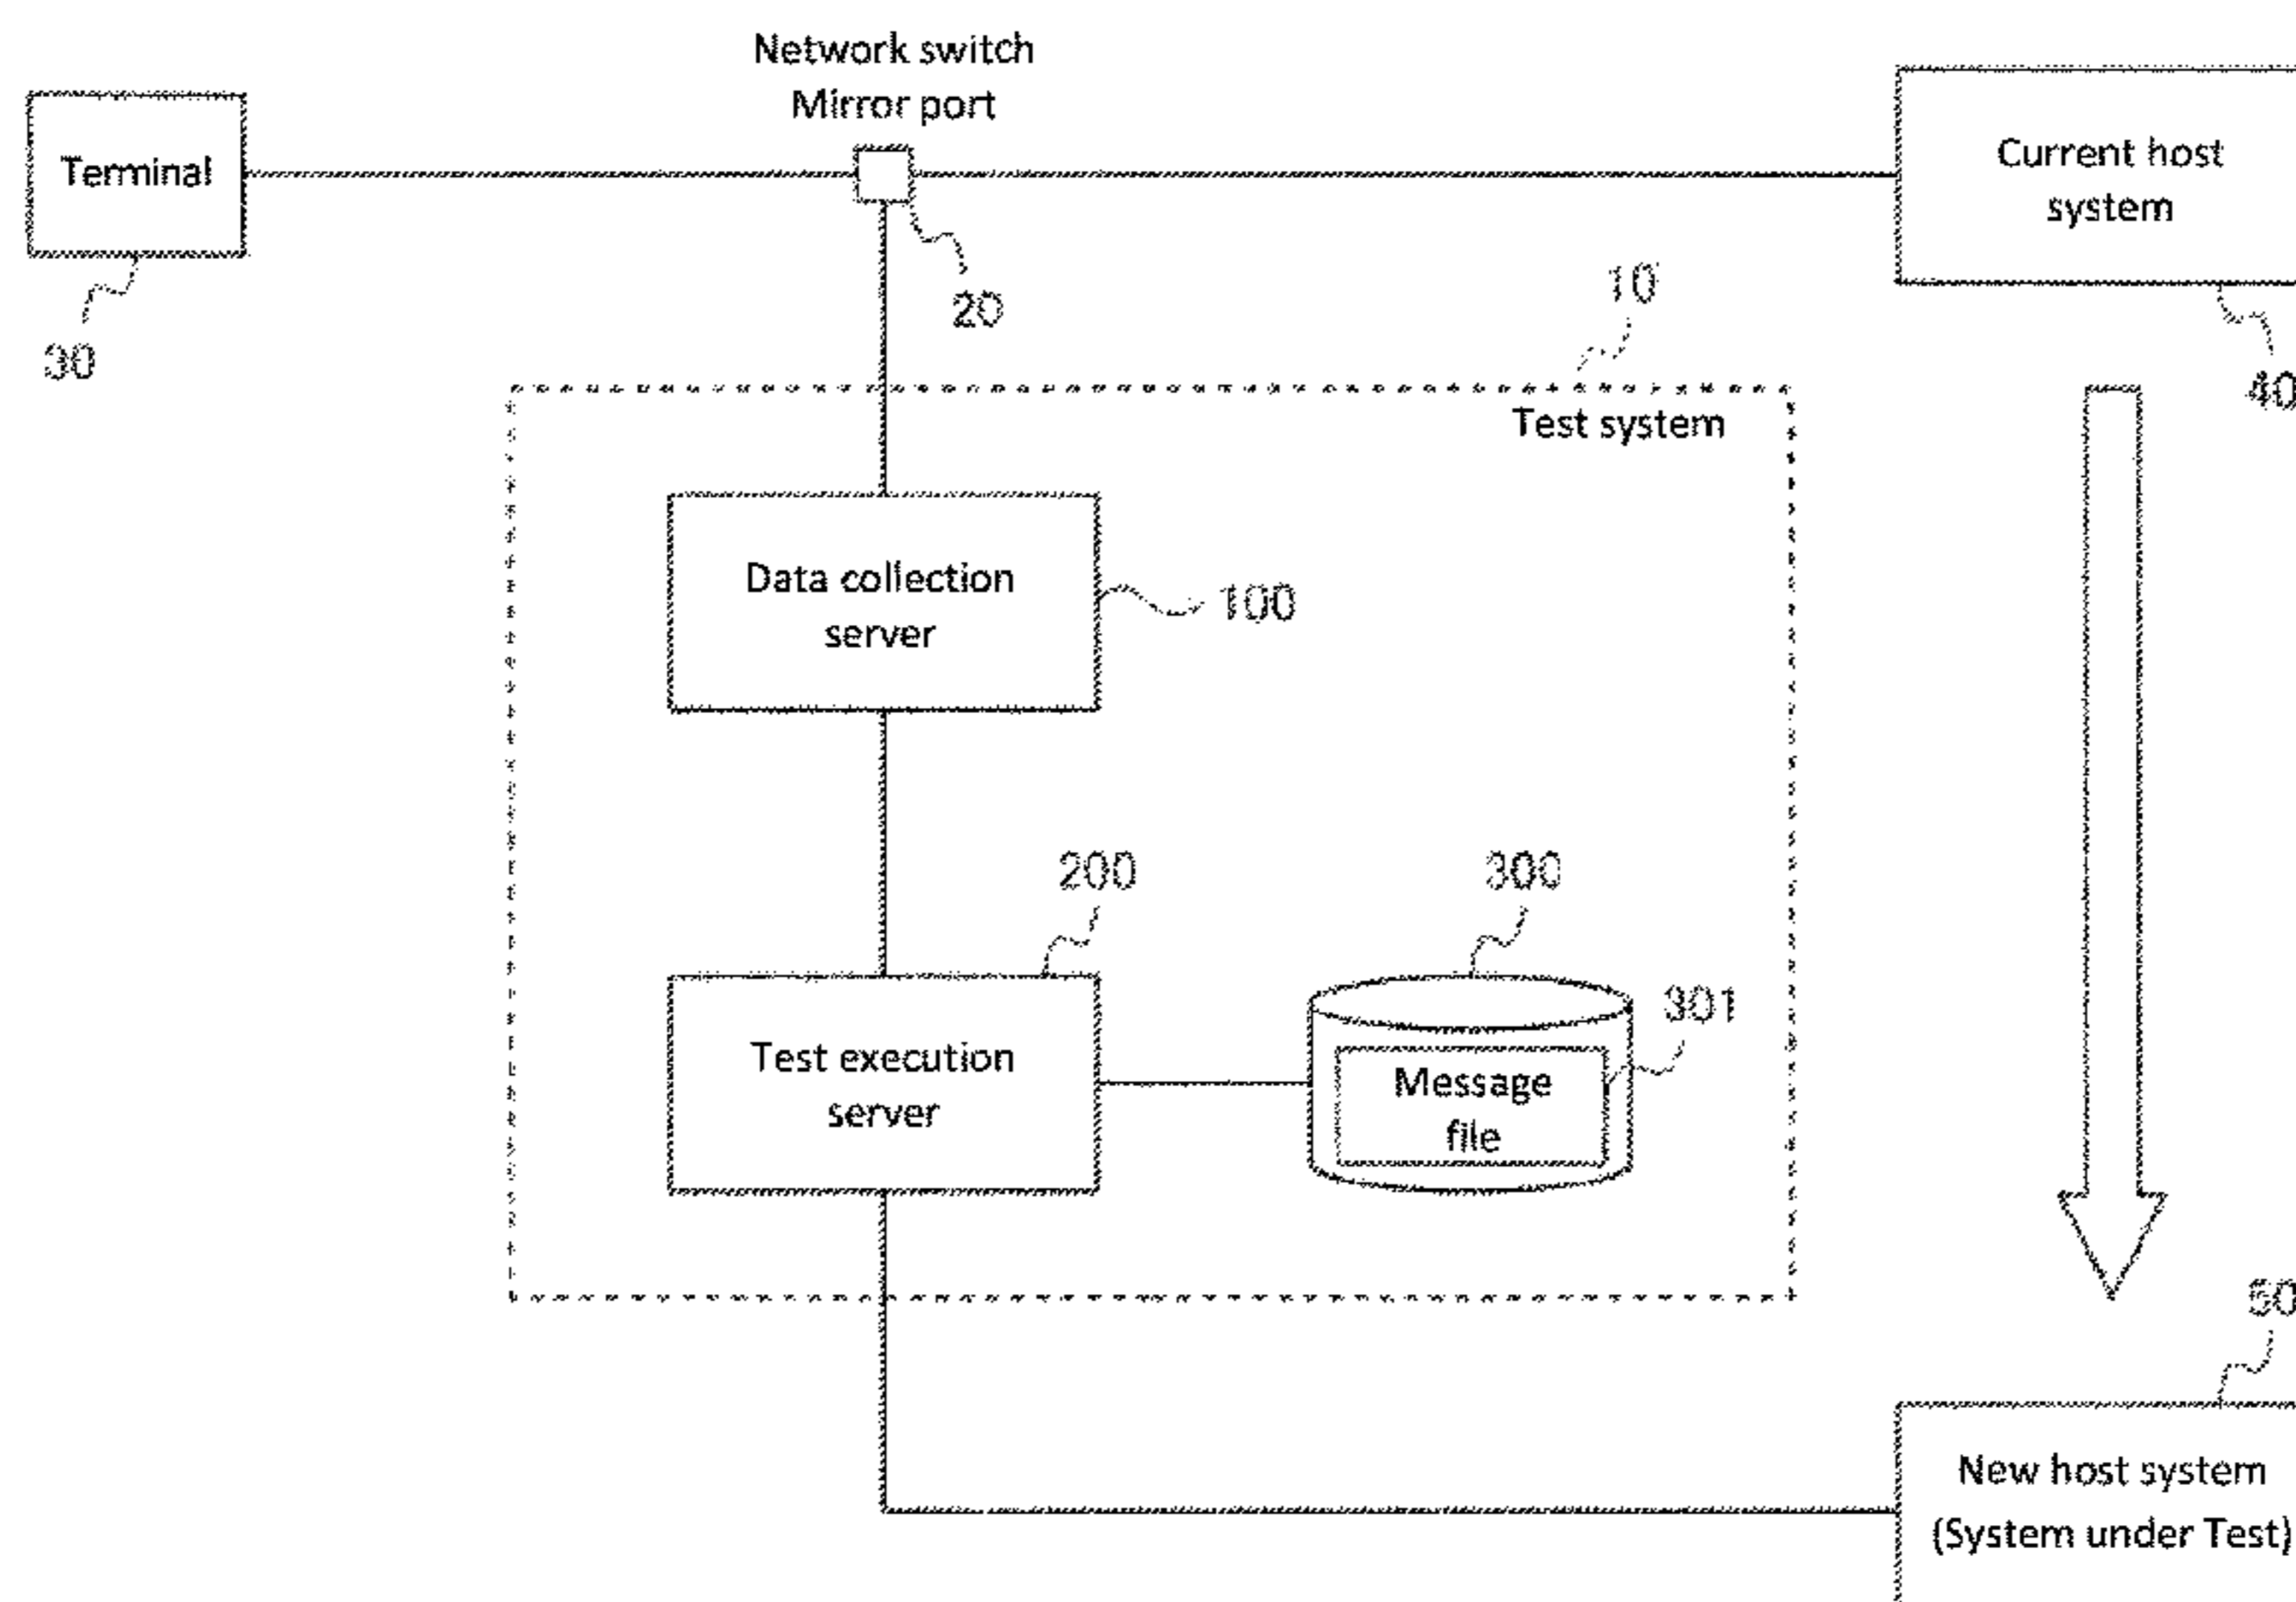 Network switch
Mirror port
Terminal
Current host
system
20
10
30
40
Test system
Data collection
server
100
200
300
301
Test execution
server
Message
file
50
New host system
(System under Test)